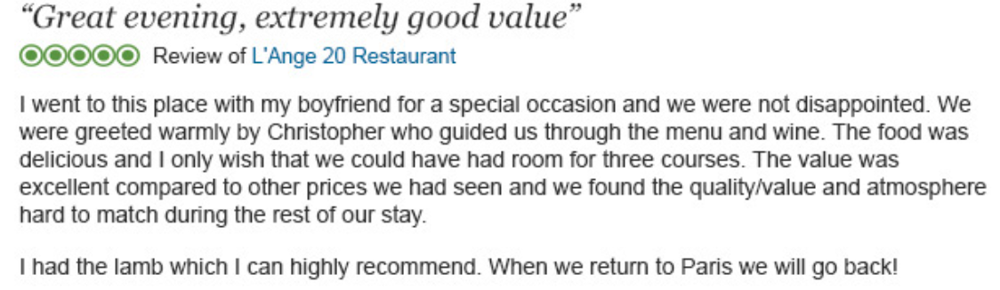 “Great evening, extremely good value”
Review of L'Ange 20 Restaurant
I went to this place with my boyfriend for a special occasion and we were not disappointed. We
were greeted warmly by Christopher who guided us through the menu and wine. The food was
delicious and I only wish that we could have had room for three courses. The value was
excellent compared to other prices we had seen and we found the quality/value and atmosphere
hard to match during the rest of our stay.
I had the lamb which I can highly recommend. When we return to Paris we will go back!